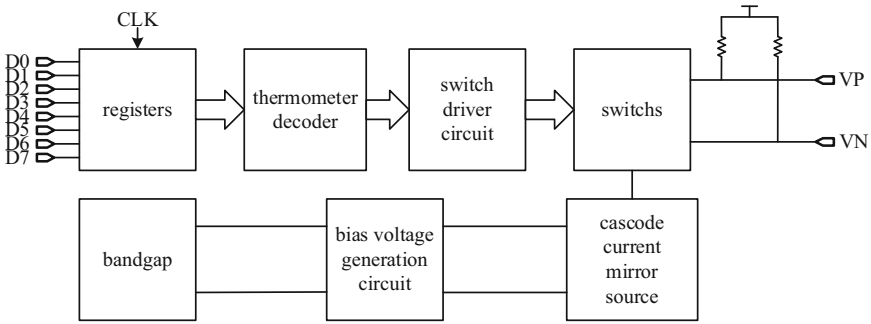 CLK
D0
D1
D2
D3
D4
D5
D6
D7
registers
thermometer
decoder
switch
driver
circuit
switchs
VP
VN
bandgap
bias voltage
generation
circuit
cascode
current
mirror
source